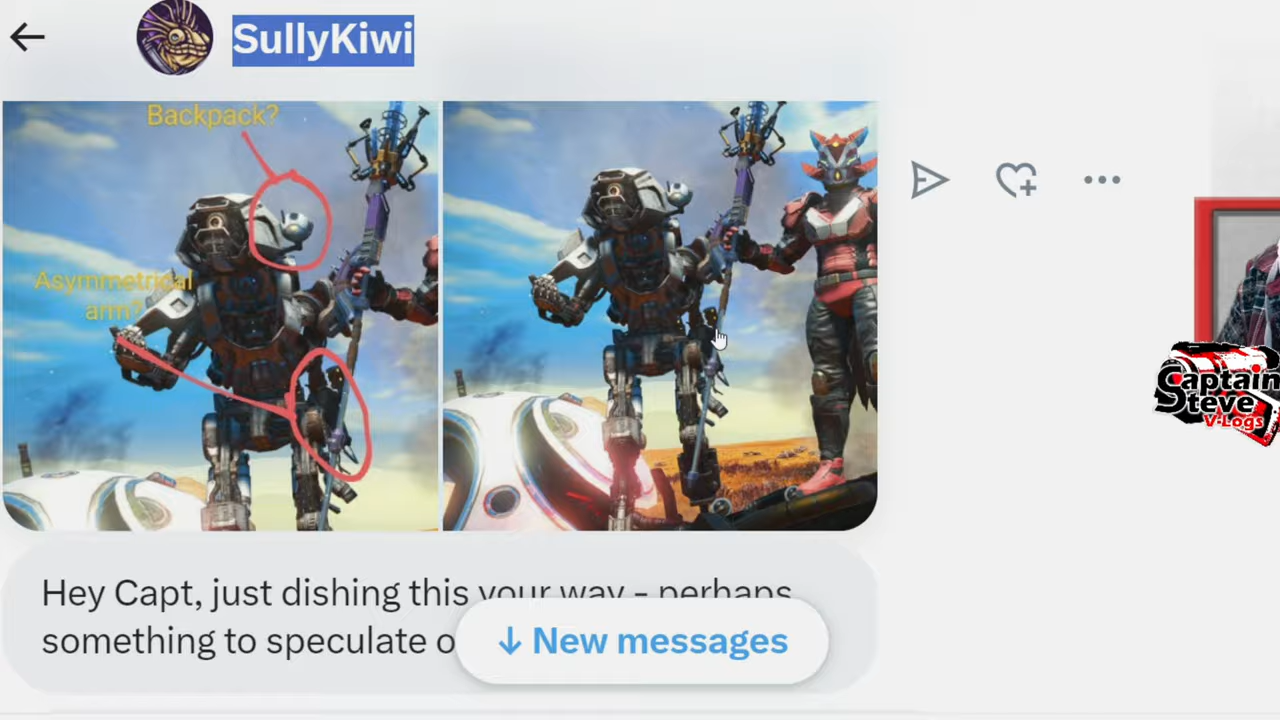 SullyKiwi
Backpack?
Asymmetrical
arm?
Hey Capt, just dishing this your way - perhaps
something to speculate o
↓ New messages
Captain
Steve
V-Logs